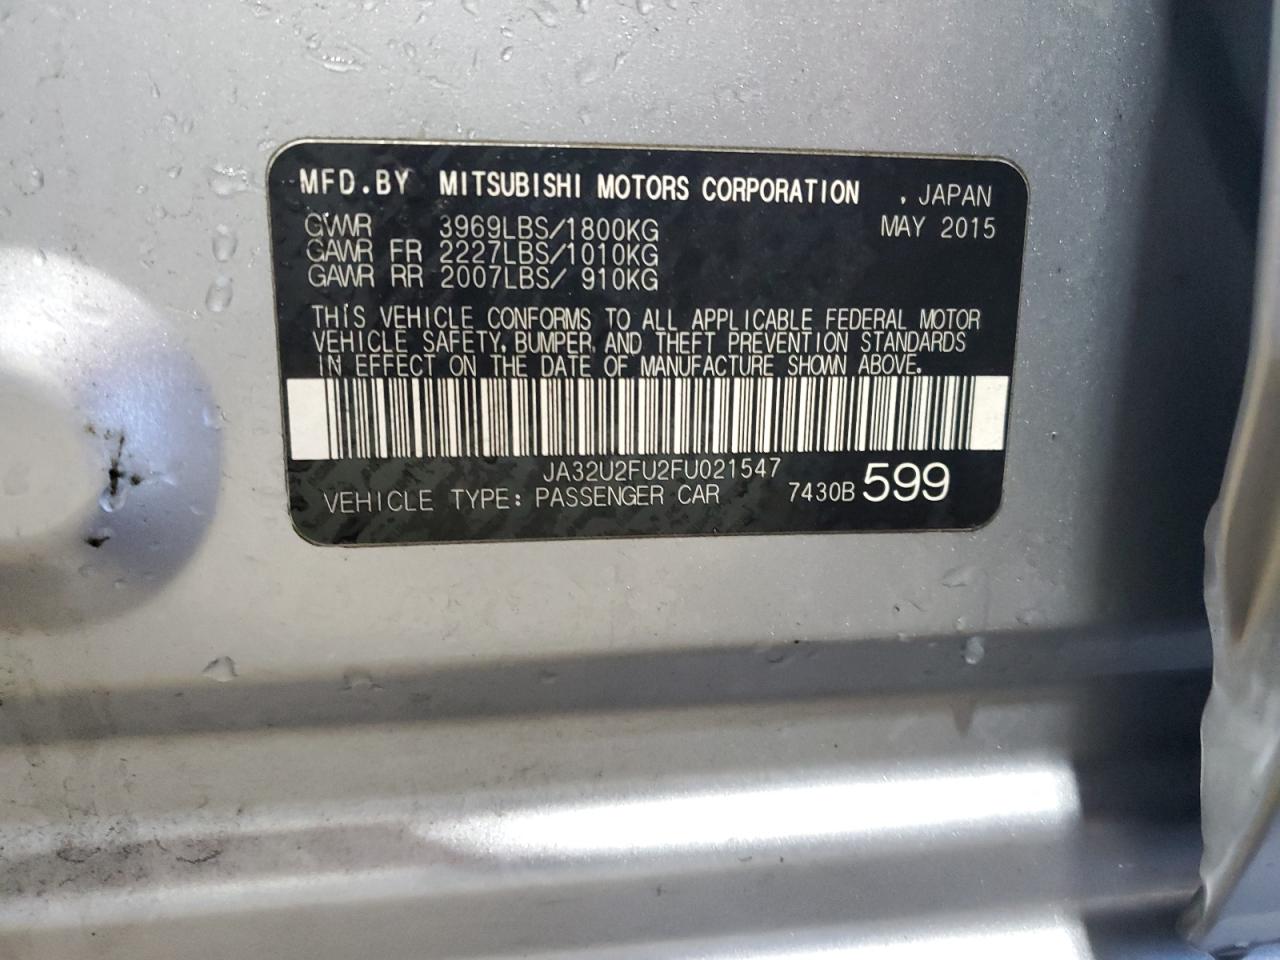 MFD.BY MITSUBISHI MOTORS CORPORATION , JAPAN
GVWR 3969LBS/1800KG MAY 2015
GAWR FR 2227LBS/1010KG
GAWR RR 2007LBS/ 910KG
THIS VEHICLE CONFORMS TO ALL APPLICABLE FEDERAL MOTOR
VEHICLE SAFETY, BUMPER AND THEFT PREVENTION STANDARDS
IN EFFECT ON THE DATE OF MANUFACTURE SHOWN ABOVE.
JA32U2FU2FU021547
VEHICLE TYPE: PASSENGER CAR 7430B 599